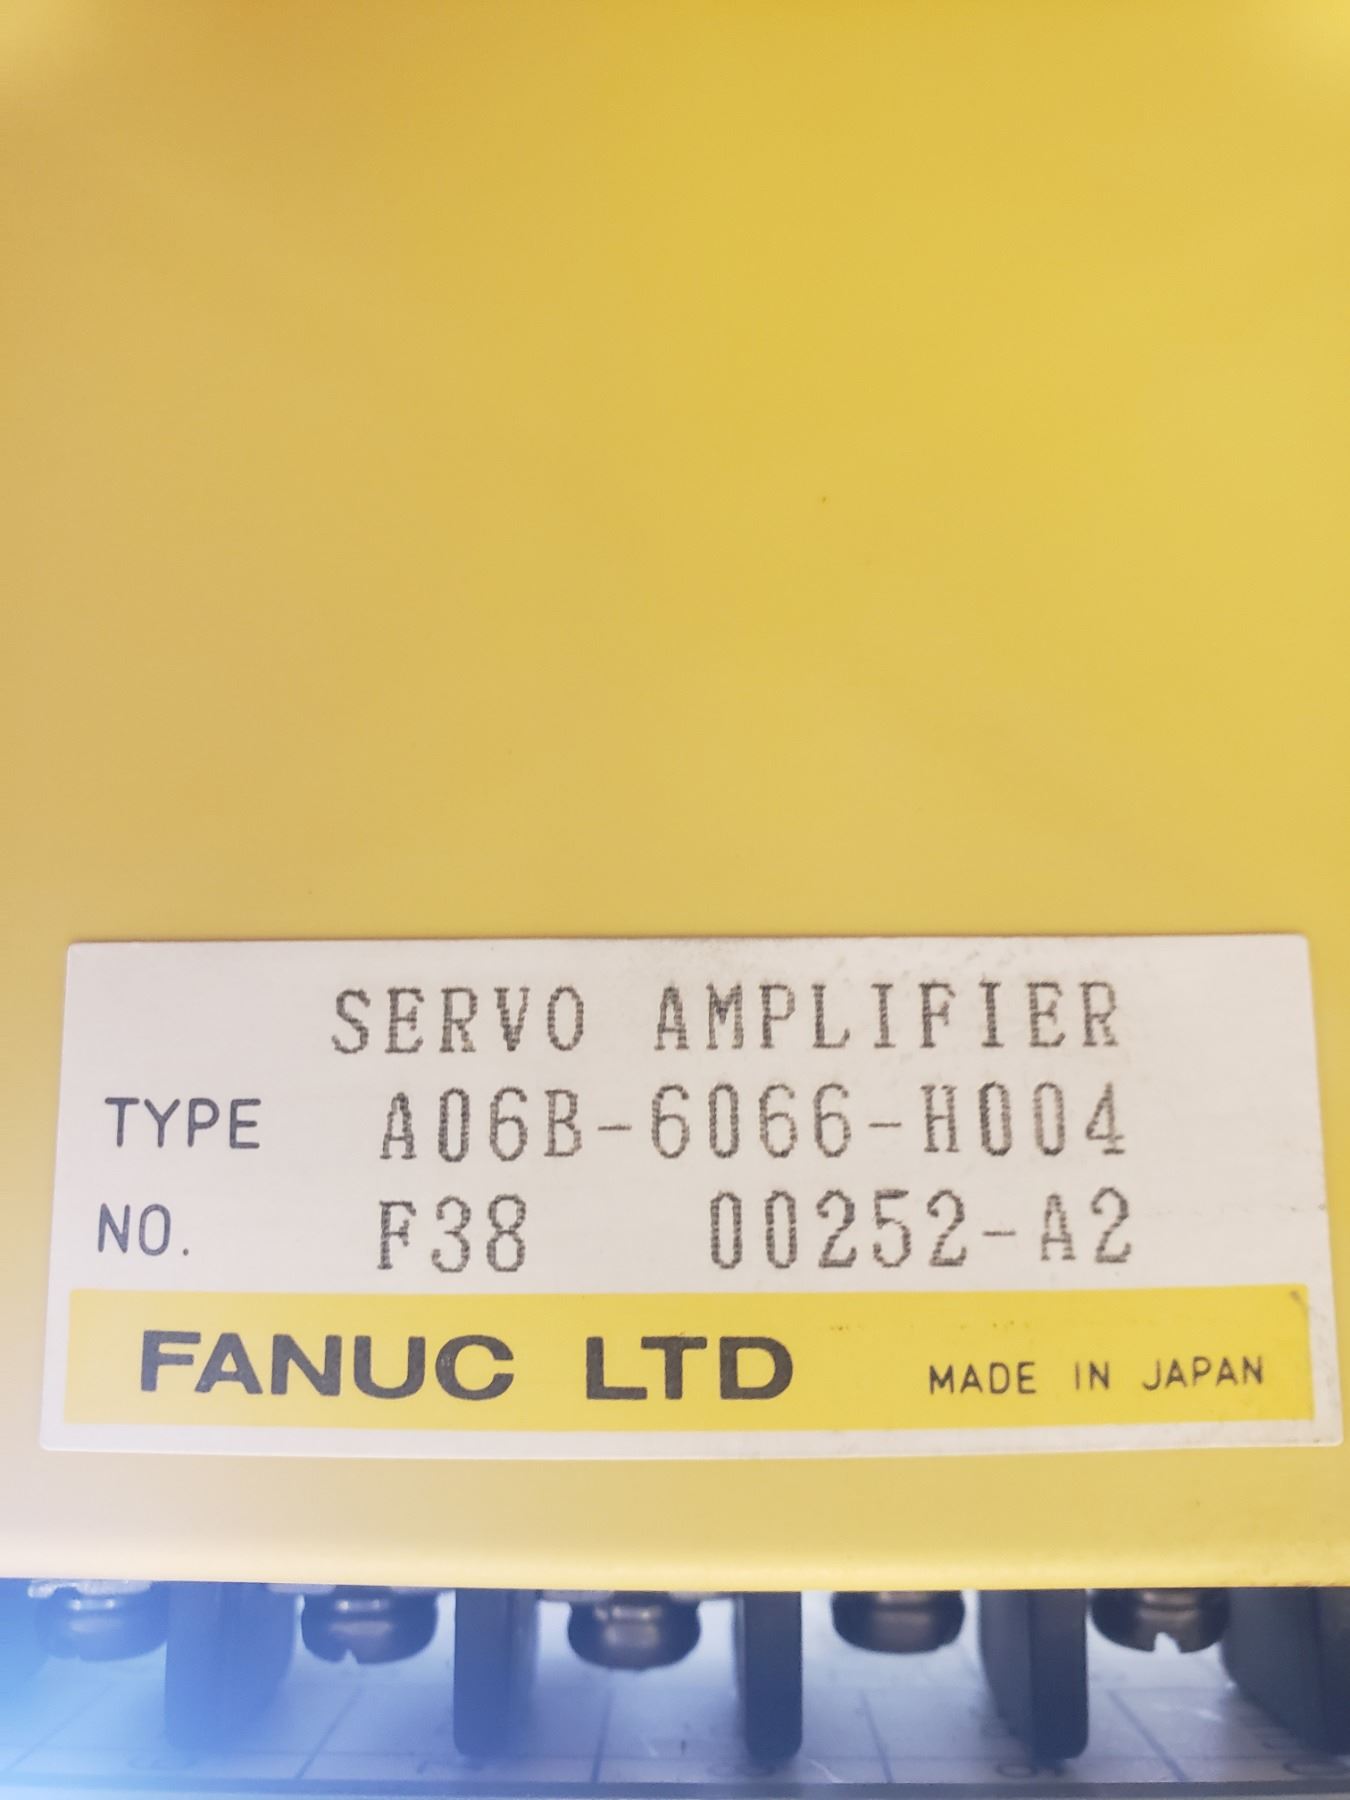 SERVO AMPLIFIER
TYPE A06B-6066-H004
NO. F38 00252-A2
FANUC LTD MADE IN JAPAN